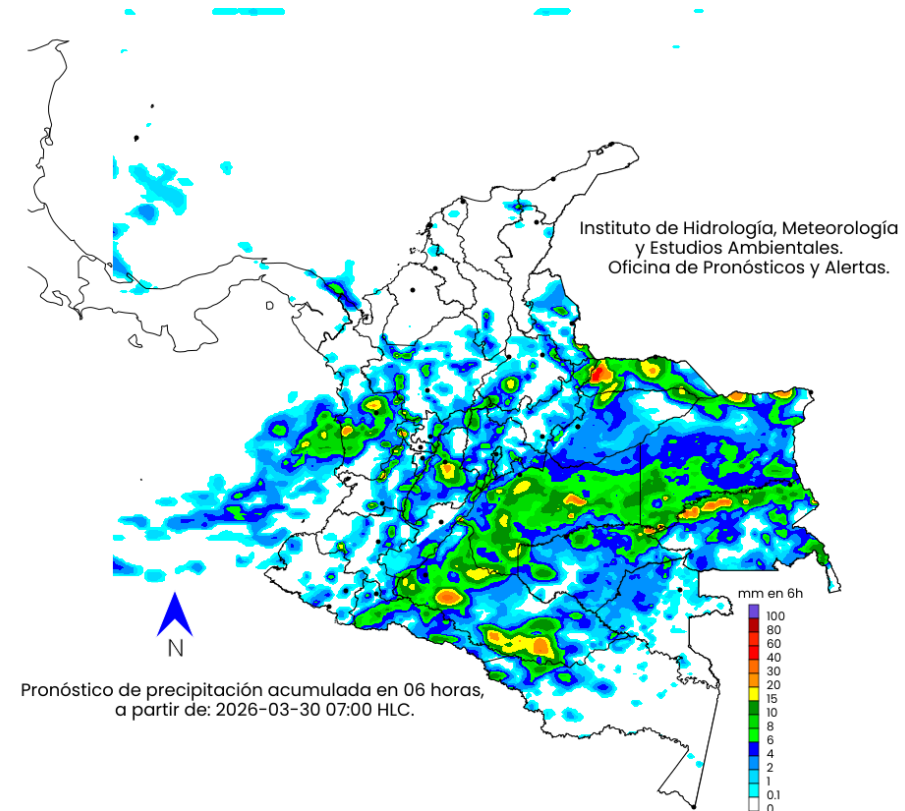 Instituto de Hidrología, Meteorología
y Estudios Ambientales.
Oficina de Pronósticos y Alertas.
mm en 6h
100
80
60
40
30
20
15
10
8
6
4
2
1
0.1
0
N
Pronóstico de precipitación acumulada en 06 horas,
a partir de: 2026-03-30 07:00 HLC.